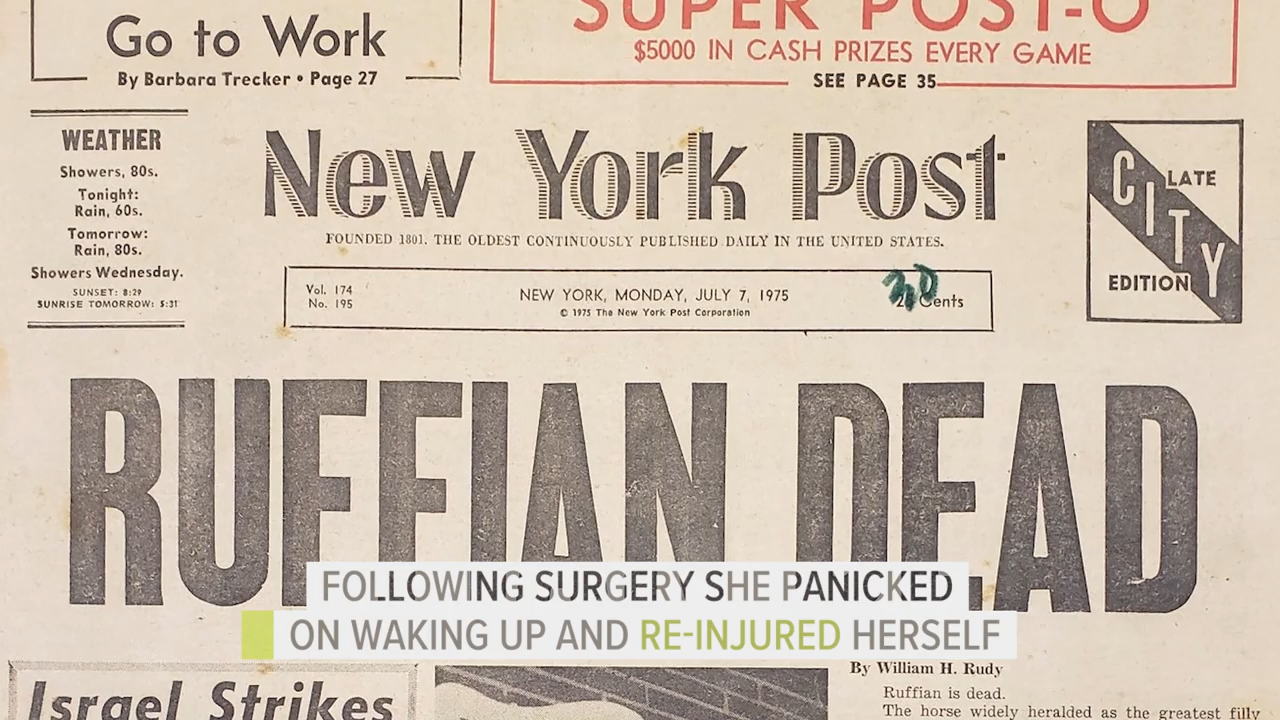 Go to Work
By Barbara Trecker • Page 27
SUPER POST-O
$5000 IN CASH PRIZES EVERY GAME
SEE PAGE 35
WEATHER
Showers, 80s.
Tonight:
Rain, 60s.
Tomorrow:
Rain, 80s.
Showers Wednesday.
SUNSET: 8:29
SUNRISE TOMORROW: 5:31
New York Post
FOUNDED 1801. THE OLDEST CONTINUOUSLY PUBLISHED DAILY IN THE UNITED STATES.
Vol. 174
No. 195
NEW YORK, MONDAY, JULY 7, 1975
© 1975 The New York Post Corporation
Cents
LATE
CITY
EDITION
RUFFIAN DEAD
FOLLOWING SURGERY SHE PANICKED
ON WAKING UP AND RE-INJURED HERSELF
Israel Strikes
By William H. Rudy
Ruffian is dead.
The horse widely heralded as the greatest filly